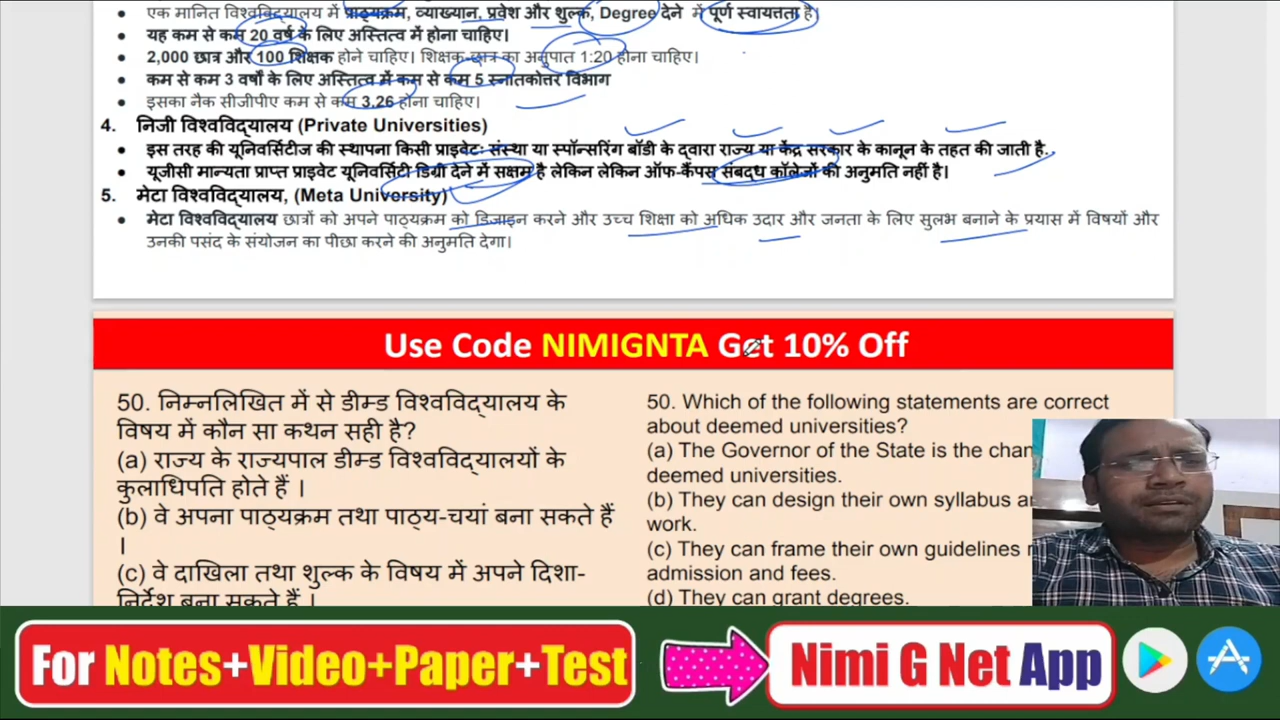 एक मानित विश्वविद्यालय में पाठ्यक्रम, व्याख्यान, प्रवेश और शुल्क, Degree देने में पूर्ण स्वायत्तता है
• यह कम से कम 20 वर्ष के लिए अस्तित्व में होना चाहिए।
• 2,000 छात्र और 100 शिक्षक होने चाहिए। शिक्षक-छात्र का अनुपात 1:20 होना चाहिए।
• कम से कम 3 वर्षों के लिए अस्तित्व में कम से कम 5 स्नातकोत्तर विभाग
• इसका नैक सीजीपीए कम से कम 3.26 होना चाहिए।
4. निजी विश्वविद्यालय (Private Universities)
• इस तरह की यूनिवर्सिटीज की स्थापना किसी प्राइवेट संस्था या स्पॉन्सरिंग बॉडी के द्वारा राज्य या केंद्र सरकार के कानून के तहत की जाती है.
• यूजीसी मान्यता प्राप्त प्राइवेट यूनिवर्सिटी डिग्री देने में सक्षम है लेकिन लेकिन ऑफ-कैंपस संबद्ध कॉलेजों की अनुमति नहीं है।
5. मेटा विश्वविद्यालय, (Meta University)
• मेटा विश्वविद्यालय छात्रों को अपने पाठ्यक्रम को डिजाइन करने और उच्च शिक्षा को अधिक उदार और जनता के लिए सुलभ बनाने के प्रयास में विषयों और
उनकी पसंद के संयोजन का पीछा करने की अनुमति देगा।
Use Code NIMIGNTA Get 10% Off
50. निम्नलिखित में से डीम्ड विश्वविद्यालय के
विषय में कौन सा कथन सही है?
(a) राज्य के राज्यपाल डीम्ड विश्वविद्यालयों के
कुलाधिपति होते हैं ।
(b) वे अपना पाठ्यक्रम तथा पाठ्य-चयां बना सकते हैं
।
(c) वे दाखिला तथा शुल्क के विषय में अपने दिशा-
निर्देश बना सकते हैं ।
50. Which of the following statements are correct
about deemed universities?
(a) The Governor of the State is the
deemed universities.
(b) They can design their own syllabus
work.
(c) They can frame their own guidelines
admission and fees.
(d) They can grant degrees.
For Notes+Video+Paper+Test
Nimi G Net App